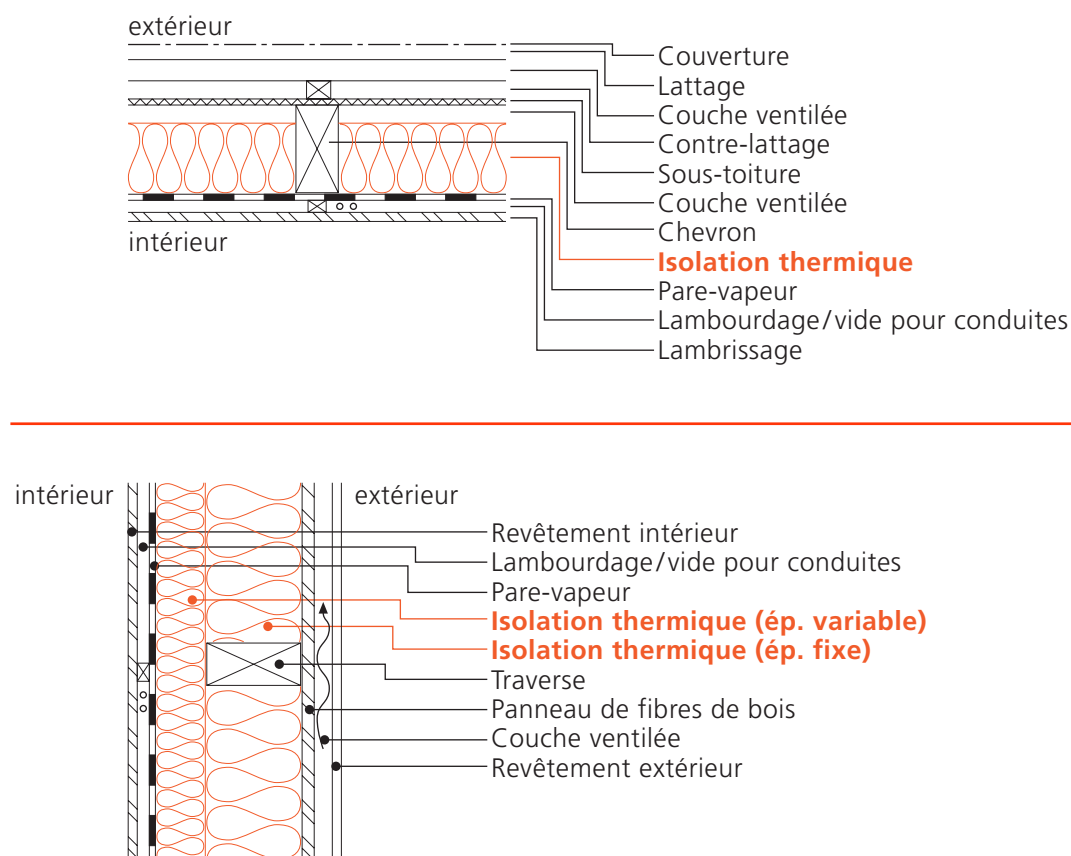 extérieur
Couverture
Lattage
Couche ventilée
Contre-lattage
Sous-toiture
Couche ventilée
Chevron
Isolation thermique
Pare-vapeur
Lambourdage/vide pour conduites
Lambrissage
intérieur
intérieur
extérieur
Revêtement intérieur
Lambourdage/vide pour conduites
Pare-vapeur
Isolation thermique (ép. variable)
Isolation thermique (ép. fixe)
Traverse
Panneau de fibres de bois
Couche ventilée
Revêtement extérieur